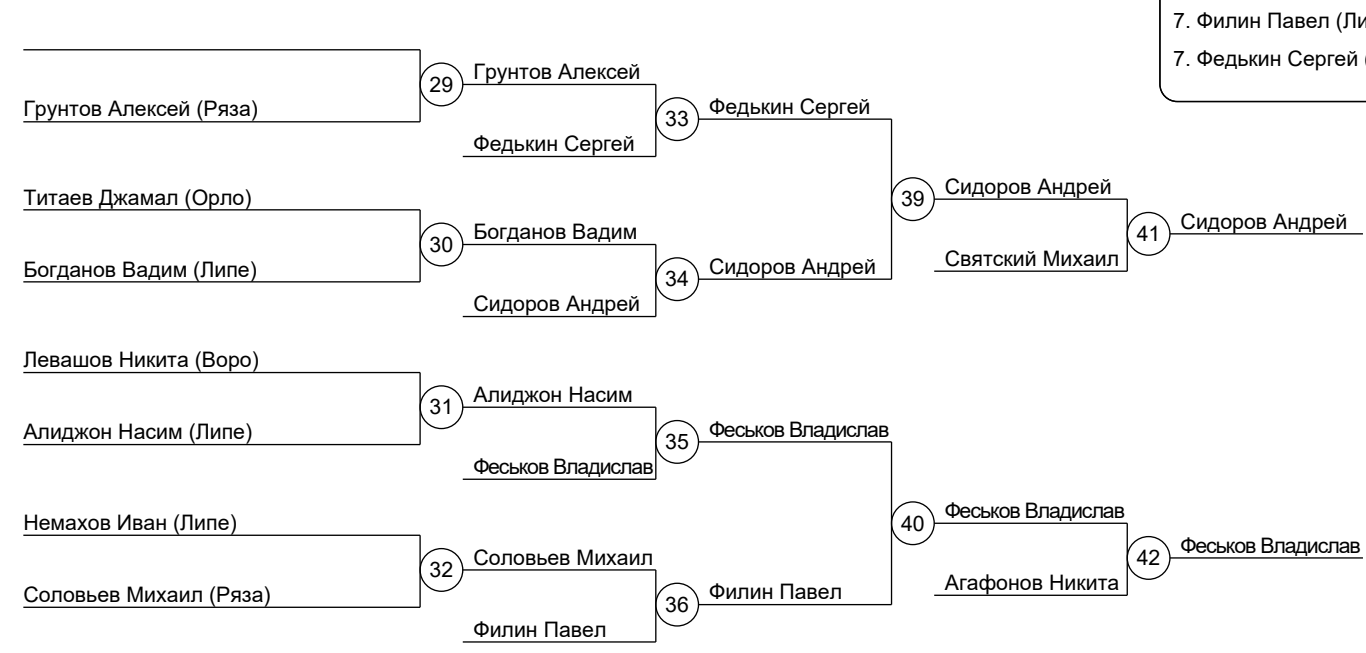 7. Филин Павел (Ли
7. Федькин Сергей (
29 Грунтов Алексей
Грунтов Алексей (Ряза)
33 Федькин Сергей
Федькин Сергей
Титаев Джамал (Орло)
39 Сидоров Андрей
30 Богданов Вадим
41 Сидоров Андрей
Богданов Вадим (Липе)
34 Сидоров Андрей
Святский Михаил
Сидоров Андрей
Левашов Никита (Воро)
31 Алиджон Насим
Алиджон Насим (Липе)
35 Феськов Владислав
Феськов Владислав
Немахов Иван (Липе)
40 Феськов Владислав
32 Соловьев Михаил
42 Феськов Владислав
Соловьев Михаил (Ряза)
36 Филин Павел
Агафонов Никита
Филин Павел